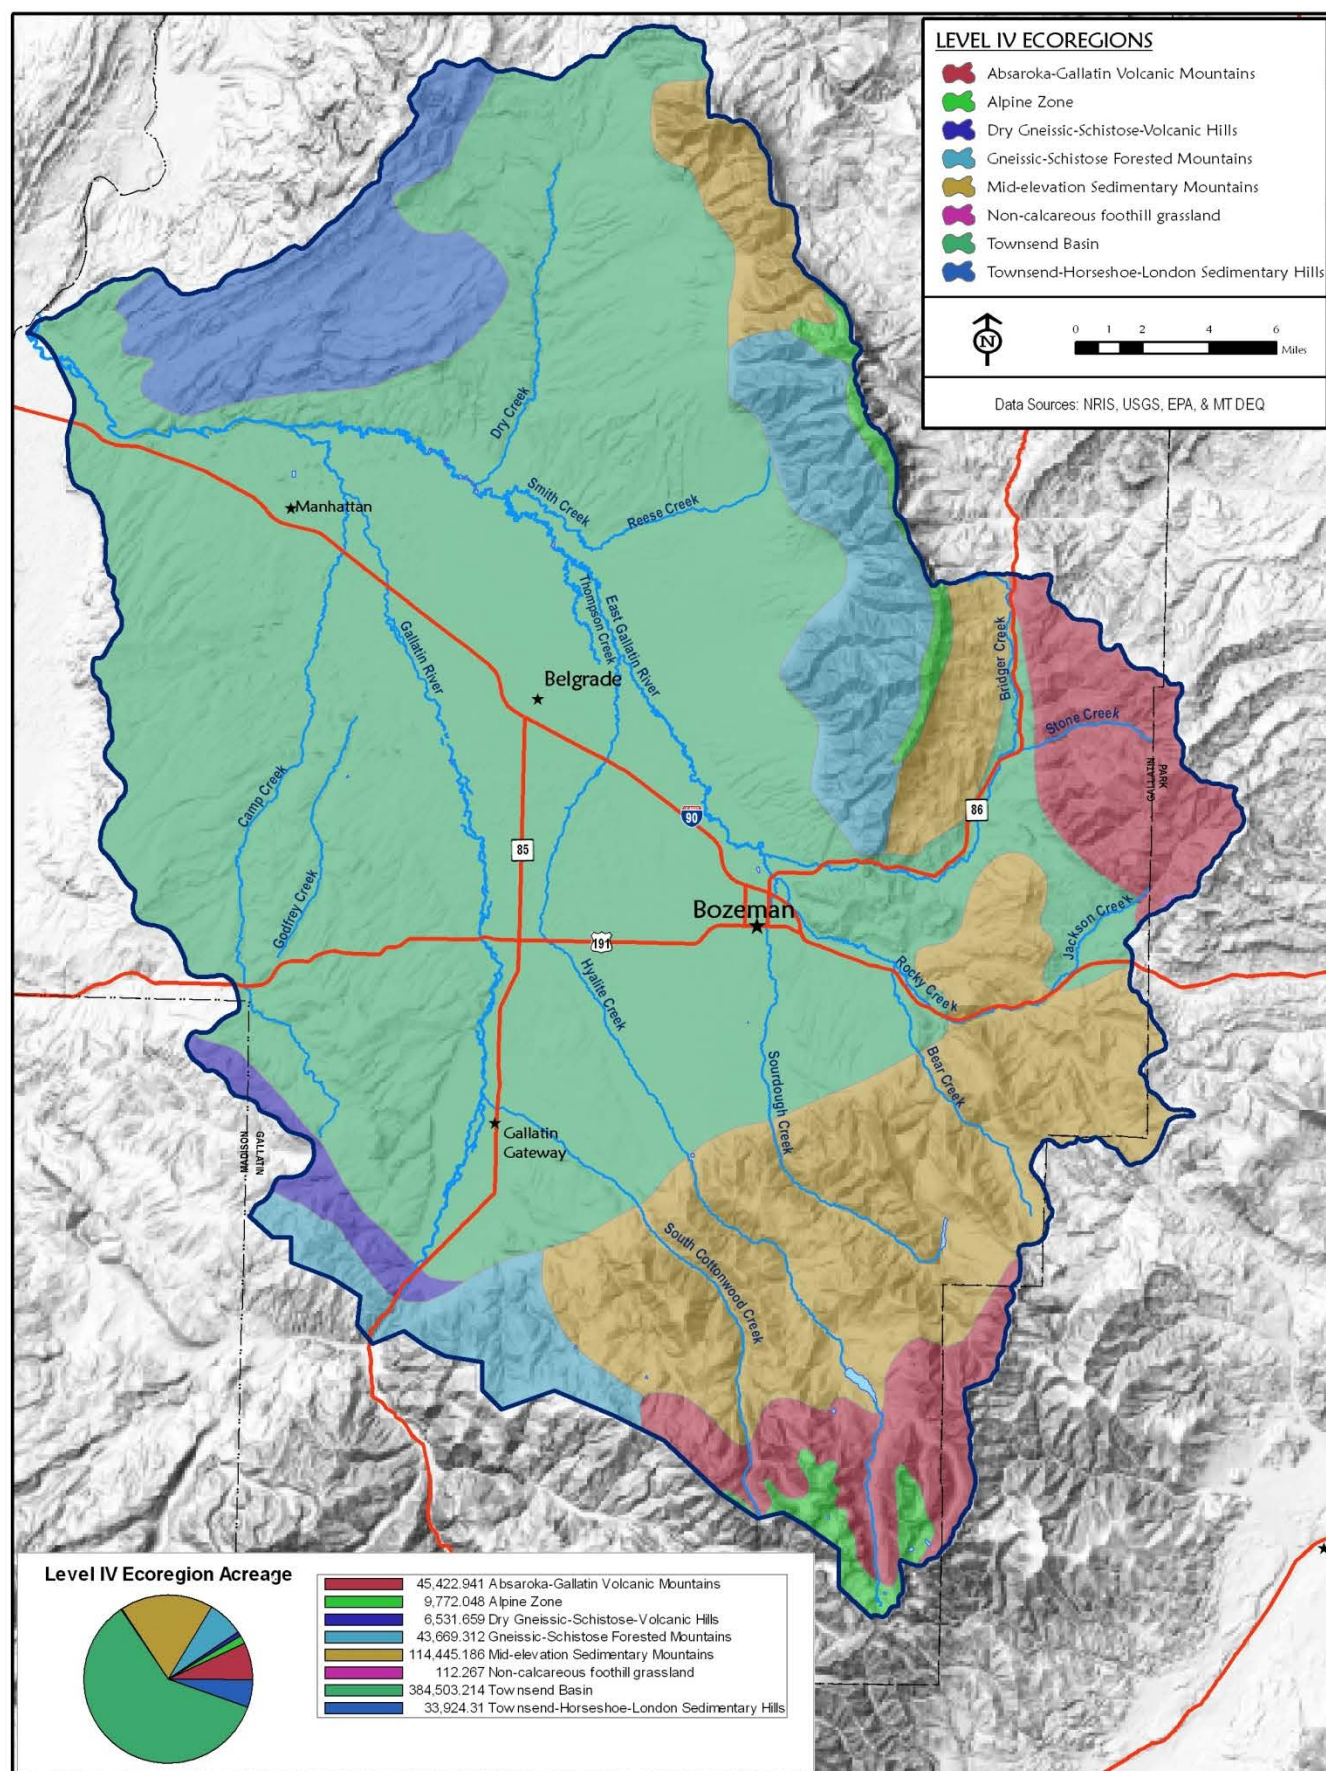 LEVEL IV ECOREGIONS
Absaroka-Gallatin Volcanic Mountains
Alpine Zone
Dry Gneissic-Schistose-Volcanic Hills
Gneissic-Schistose Forested Mountains
Mid-elevation Sedimentary Mountains
Non-calcareous foothill grassland
Townsend Basin
Townsend-Horseshoe-London Sedimentary Hills
N
0 1 2 4 6
Miles
Data Sources: NRIS, USGS, EPA, & MT DEQ
Dry Creek
Smith Creek
Reese Creek
Manhattan
Thompson Creek
East Gallatin River
Gallatin River
Bridger Creek
Belgrade
Stone Creek
PARK
GALLATIN
Camp Creek
90
86
85
Godfrey Creek
Bozeman
Jackson Creek
191
Rocky Creek
Hyalite Creek
Sourdough Creek
Bear Creek
MADISON
GALLATIN
Gallatin
Gateway
South Cottonwood Creek
Level IV Ecoregion Acreage
45,422.941 Absaroka-Gallatin Volcanic Mountains
9,772.048 Alpine Zone
6,531.659 Dry Gneissic-Schistose-Volcanic Hills
43,669.312 Gneissic-Schistose Forested Mountains
114,445.186 Mid-elevation Sedimentary Mountains
112.267 Non-calcareous foothill grassland
384,503.214 Townsend Basin
33,924.31 Townsend-Horseshoe-London Sedimentary Hills